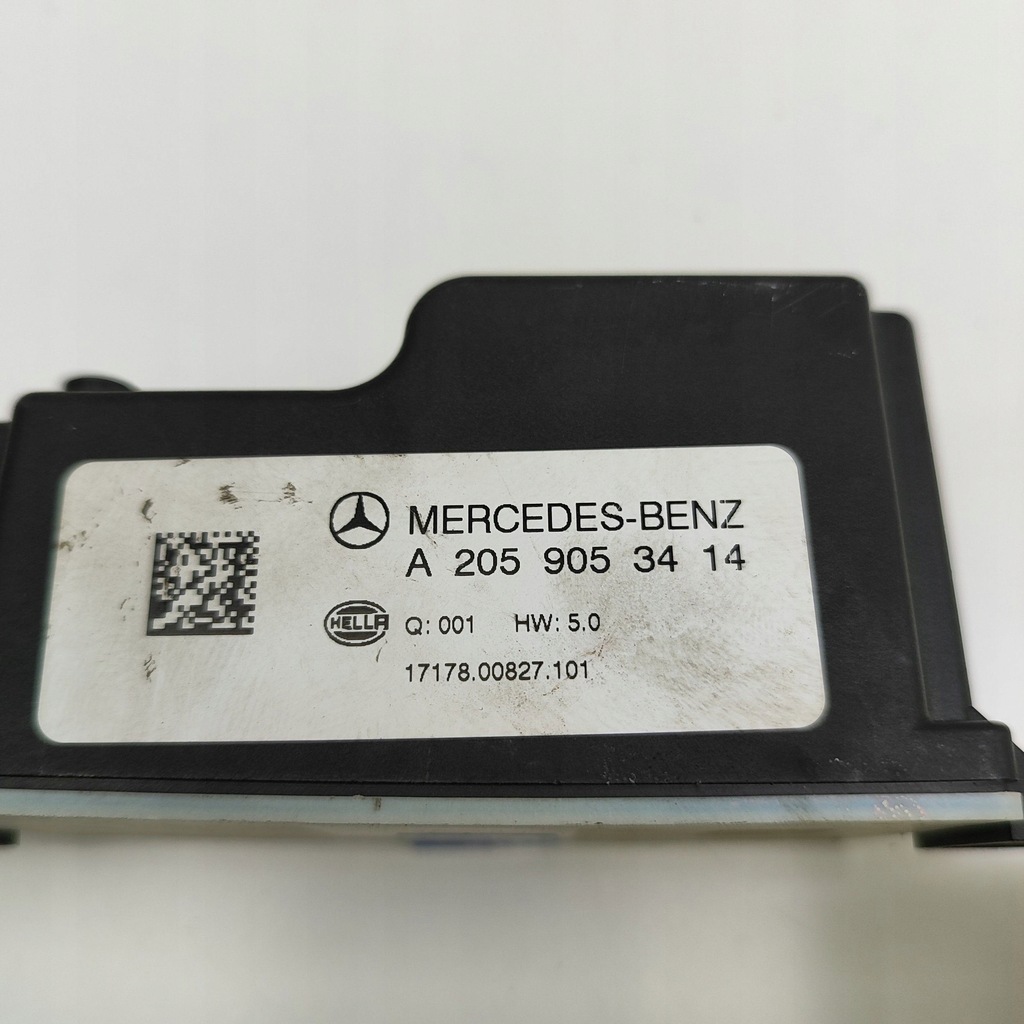 MERCEDES-BENZ
A 205 905 34 14
HELLA
Q: 001 HW: 5.0
17178.00827.101